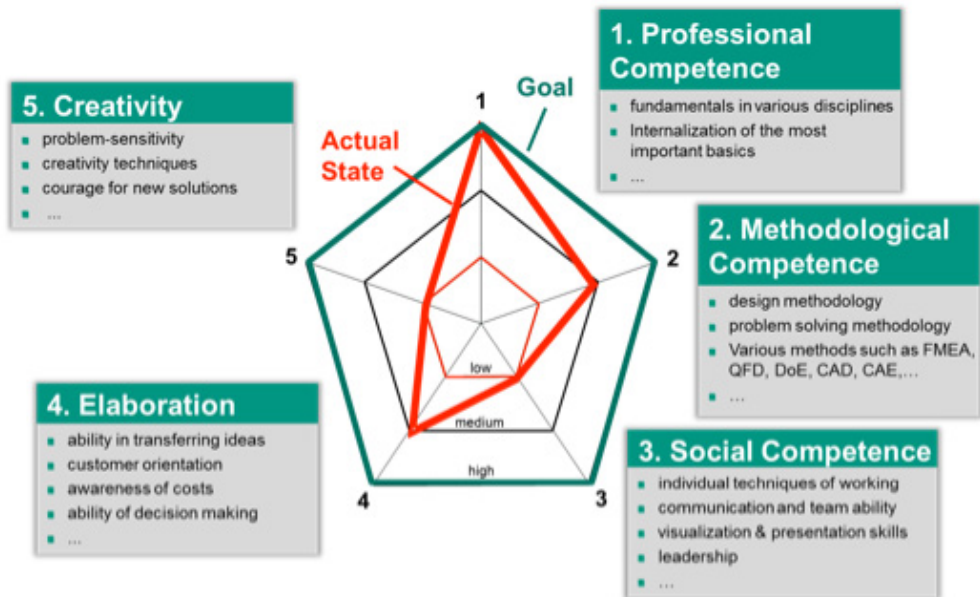 1. Professional
Competence
fundamentals in various disciplines
Internalization of the most
important basics
...
Goal
1
Actual
State
5. Creativity
problem-sensitivity
creativity techniques
courage for new solutions
...
5
2
2. Methodological
Competence
design methodology
problem solving methodology
Various methods such as FMEA,
QFD, DoE, CAD, CAE,...
...
low
medium
high
4. Elaboration
ability in transferring ideas
customer orientation
awareness of costs
ability of decision making
...
4
3
3. Social Competence
individual techniques of working
communication and team ability
visualization & presentation skills
leadership
...